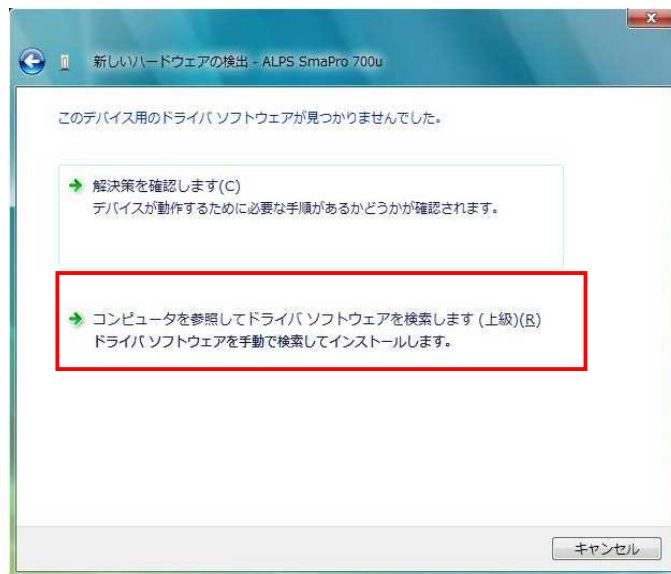 新しいハードウェアの検出 - ALPS SmaPro 700u
このデバイス用のドライバ ソフトウェアが見つかりませんでした。
解決策を確認します(C)
デバイスが動作するために必要な手順があるかどうかが確認されます。
コンピュータを参照してドライバ ソフトウェアを検索します (上級)(R)
ドライバ ソフトウェアを手動で検索してインストールします。
キャンセル